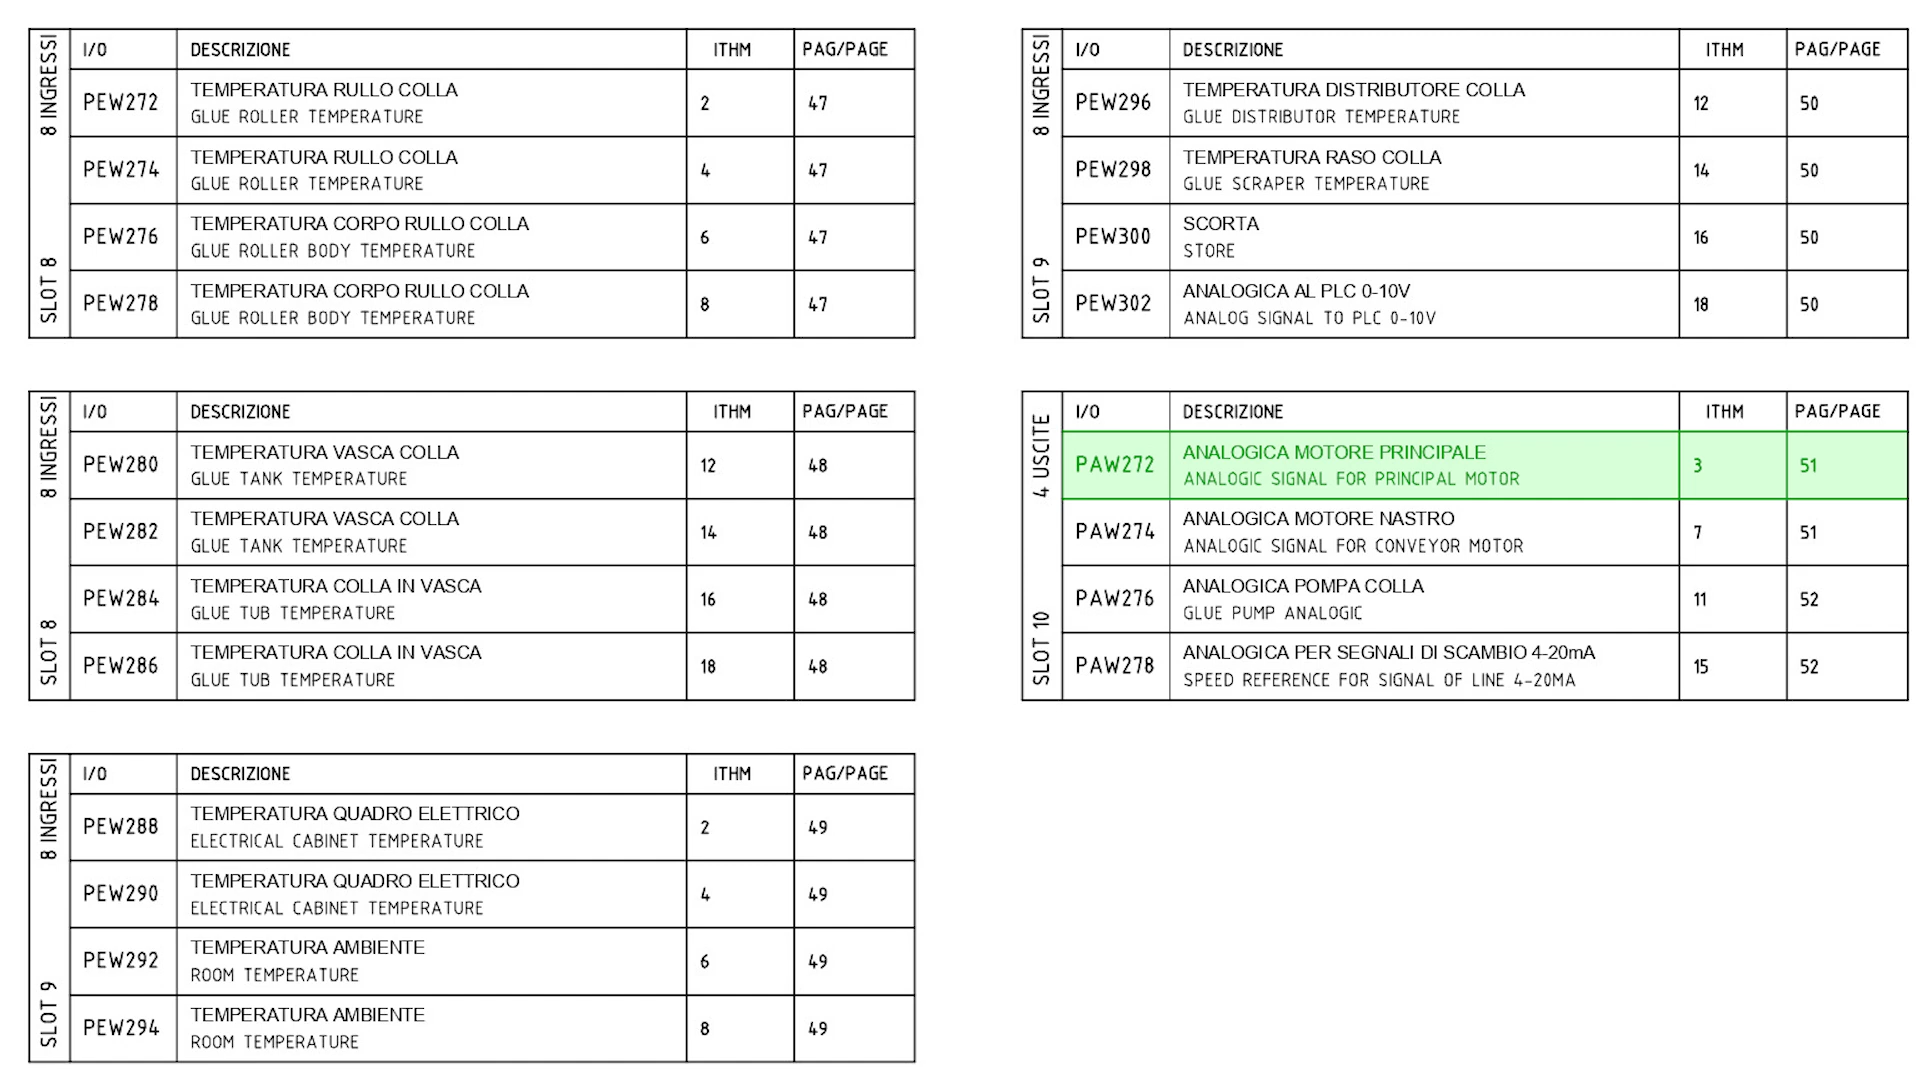 8 INGRESSI
SLOT 8
I/O DESCRIZIONE ITHM PAG/PAGE
PEW272 TEMPERATURA RULLO COLLA 2 47
GLUE ROLLER TEMPERATURE
PEW274 TEMPERATURA RULLO COLLA 4 47
GLUE ROLLER TEMPERATURE
PEW276 TEMPERATURA CORPO RULLO COLLA 6 47
GLUE ROLLER BODY TEMPERATURE
PEW278 TEMPERATURA CORPO RULLO COLLA 8 47
GLUE ROLLER BODY TEMPERATURE
8 INGRESSI
SLOT 8
I/O DESCRIZIONE ITHM PAG/PAGE
PEW280 TEMPERATURA VASCA COLLA 12 48
GLUE TANK TEMPERATURE
PEW282 TEMPERATURA VASCA COLLA 14 48
GLUE TANK TEMPERATURE
PEW284 TEMPERATURA COLLA IN VASCA 16 48
GLUE TUB TEMPERATURE
PEW286 TEMPERATURA COLLA IN VASCA 18 48
GLUE TUB TEMPERATURE
8 INGRESSI
SLOT 9
I/O DESCRIZIONE ITHM PAG/PAGE
PEW288 TEMPERATURA QUADRO ELETTRICO 2 49
ELECTRICAL CABINET TEMPERATURE
PEW290 TEMPERATURA QUADRO ELETTRICO 4 49
ELECTRICAL CABINET TEMPERATURE
PEW292 TEMPERATURA AMBIENTE 6 49
ROOM TEMPERATURE
PEW294 TEMPERATURA AMBIENTE 8 49
ROOM TEMPERATURE
8 INGRESSI
SLOT 9
I/O DESCRIZIONE ITHM PAG/PAGE
PEW296 TEMPERATURA DISTRIBUTORE COLLA 12 50
GLUE DISTRIBUTOR TEMPERATURE
PEW298 TEMPERATURA RASO COLLA 14 50
GLUE SCRAPER TEMPERATURE
PEW300 SCORTA 16 50
STORE
PEW302 ANALOGICA AL PLC 0-10V 18 50
ANALOG SIGNAL TO PLC 0-10V
4 USCITE
SLOT 10
I/O DESCRIZIONE ITHM PAG/PAGE
PAW272 ANALOGICA MOTORE PRINCIPALE 3 51
ANALOGIC SIGNAL FOR PRINCIPAL MOTOR
PAW274 ANALOGICA MOTORE NASTRO 7 51
ANALOGIC SIGNAL FOR CONVEYOR MOTOR
PAW276 ANALOGICA POMPA COLLA 11 52
GLUE PUMP ANALOGIC
PAW278 ANALOGICA PER SEGNALI DI SCAMBIO 4-20mA 15 52
SPEED REFERENCE FOR SIGNAL OF LINE 4-20MA